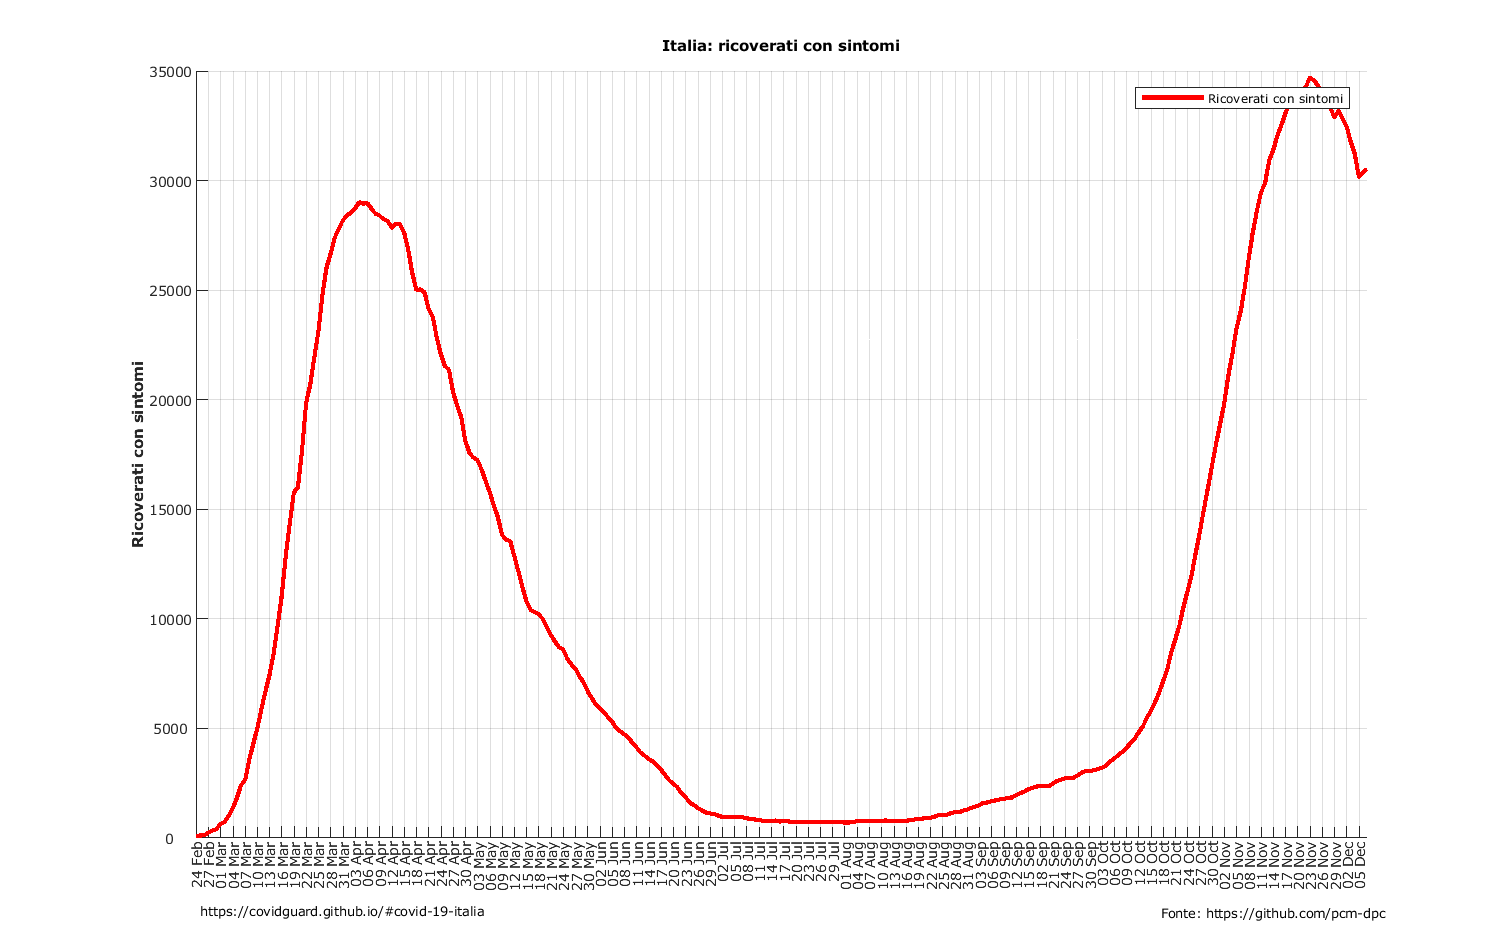 Italia: ricoverati con sintomi
Ricoverati con sintomi
Ricoverati con sintomi
35000
30000
25000
20000
15000
10000
5000
0
24 Feb
27 Feb
01 Mar
04 Mar
07 Mar
10 Mar
13 Mar
16 Mar
19 Mar
22 Mar
25 Mar
28 Mar
31 Mar
03 Apr
06 Apr
09 Apr
12 Apr
15 Apr
18 Apr
21 Apr
24 Apr
27 Apr
30 Apr
03 May
06 May
09 May
12 May
15 May
18 May
21 May
24 May
27 May
30 May
02 Jun
05 Jun
08 Jun
11 Jun
14 Jun
17 Jun
20 Jun
23 Jun
26 Jun
29 Jun
02 Jul
05 Jul
08 Jul
11 Jul
14 Jul
17 Jul
20 Jul
23 Jul
26 Jul
29 Jul
01 Aug
04 Aug
07 Aug
10 Aug
13 Aug
16 Aug
19 Aug
22 Aug
25 Aug
28 Aug
31 Aug
03 Sep
06 Sep
09 Sep
12 Sep
15 Sep
18 Sep
21 Sep
24 Sep
27 Sep
30 Sep
03 Oct
06 Oct
09 Oct
12 Oct
15 Oct
18 Oct
21 Oct
24 Oct
27 Oct
30 Oct
02 Nov
05 Nov
08 Nov
11 Nov
14 Nov
17 Nov
20 Nov
23 Nov
26 Nov
29 Nov
02 Dec
05 Dec
https://covidguard.github.io/#covid-19-italia
Fonte: https://github.com/pcm-dpc